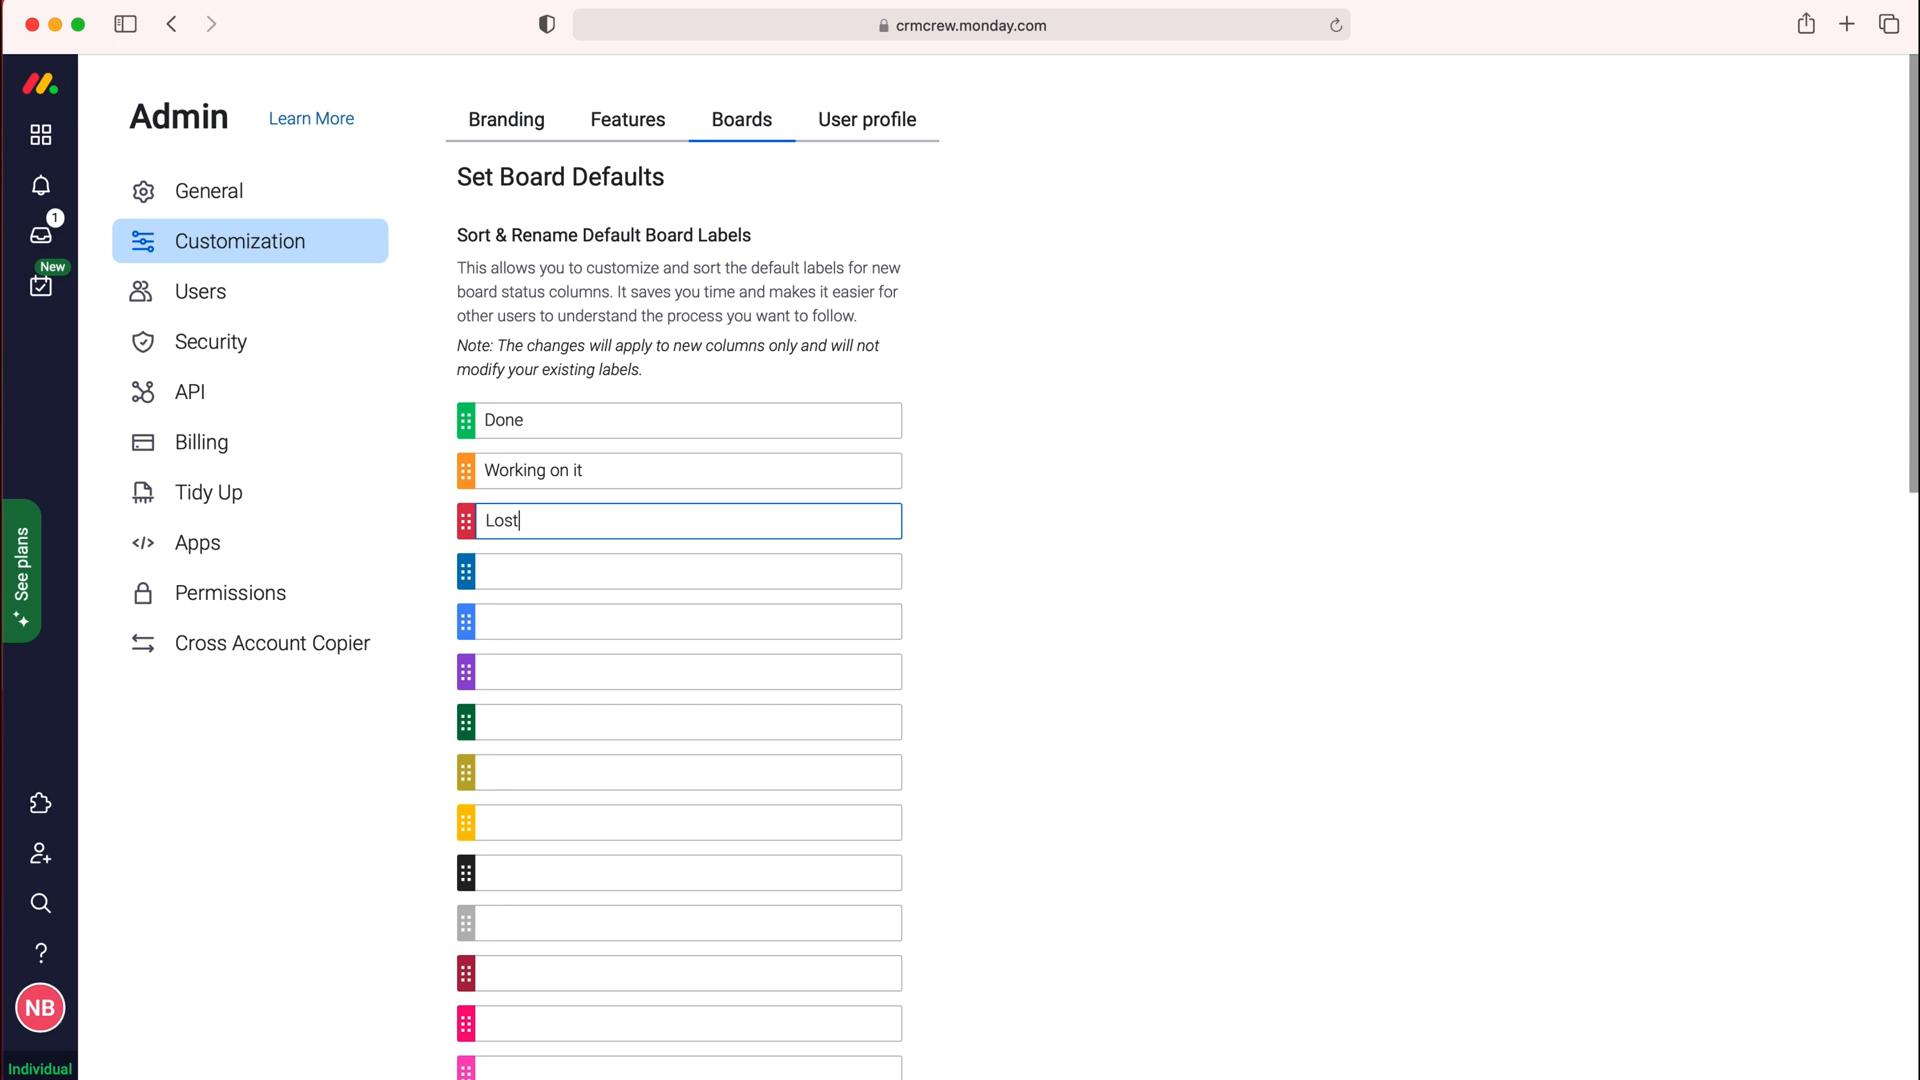 crmcrew.monday.com
Admin
Learn More
Branding
Features
Boards
User profile
Set Board Defaults
General
1
Customization
Sort & Rename Default Board Labels
This allows you to customize and sort the default labels for new
board status columns. It saves you time and makes it easier for
other users to understand the process you want to follow.
Note: The changes will apply to new columns only and will not
modify your existing labels.
New
Users
Security
API
Billing
Tidy Up
Apps
Permissions
Cross Account Copier
Done
Working on it
Lost
See plans
?
NB
Individual